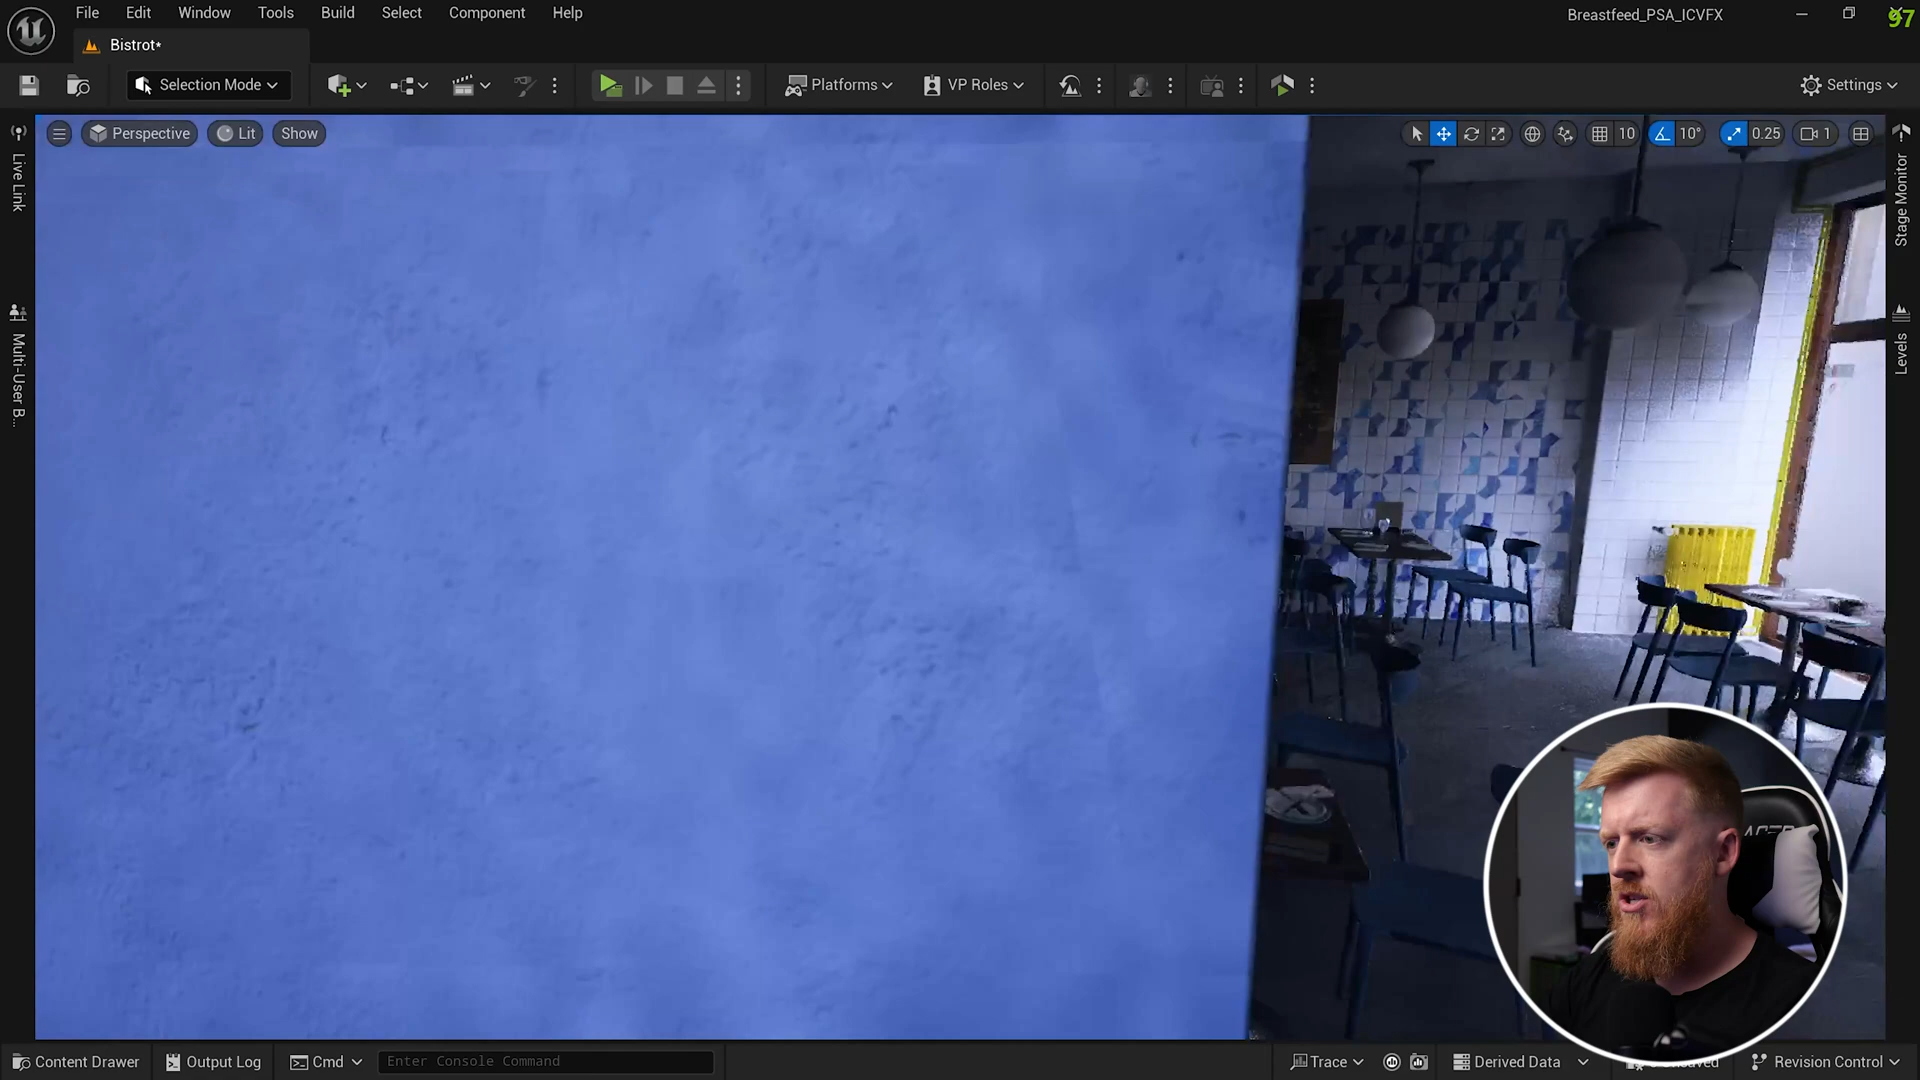 File Edit Window Tools Build Select Component Help
Breastfeed_PSA_ICVFX
97
Bistrot*
Selection Mode
Platforms
VP Roles
Settings
Perspective
Lit
Show
10
10°
0.25
1
Live Link
Multi-User B...
Stage Monitor
Levels
Content Drawer
Output Log
Cmd
Enter Console Command
Trace
Derived Data
Revision Control